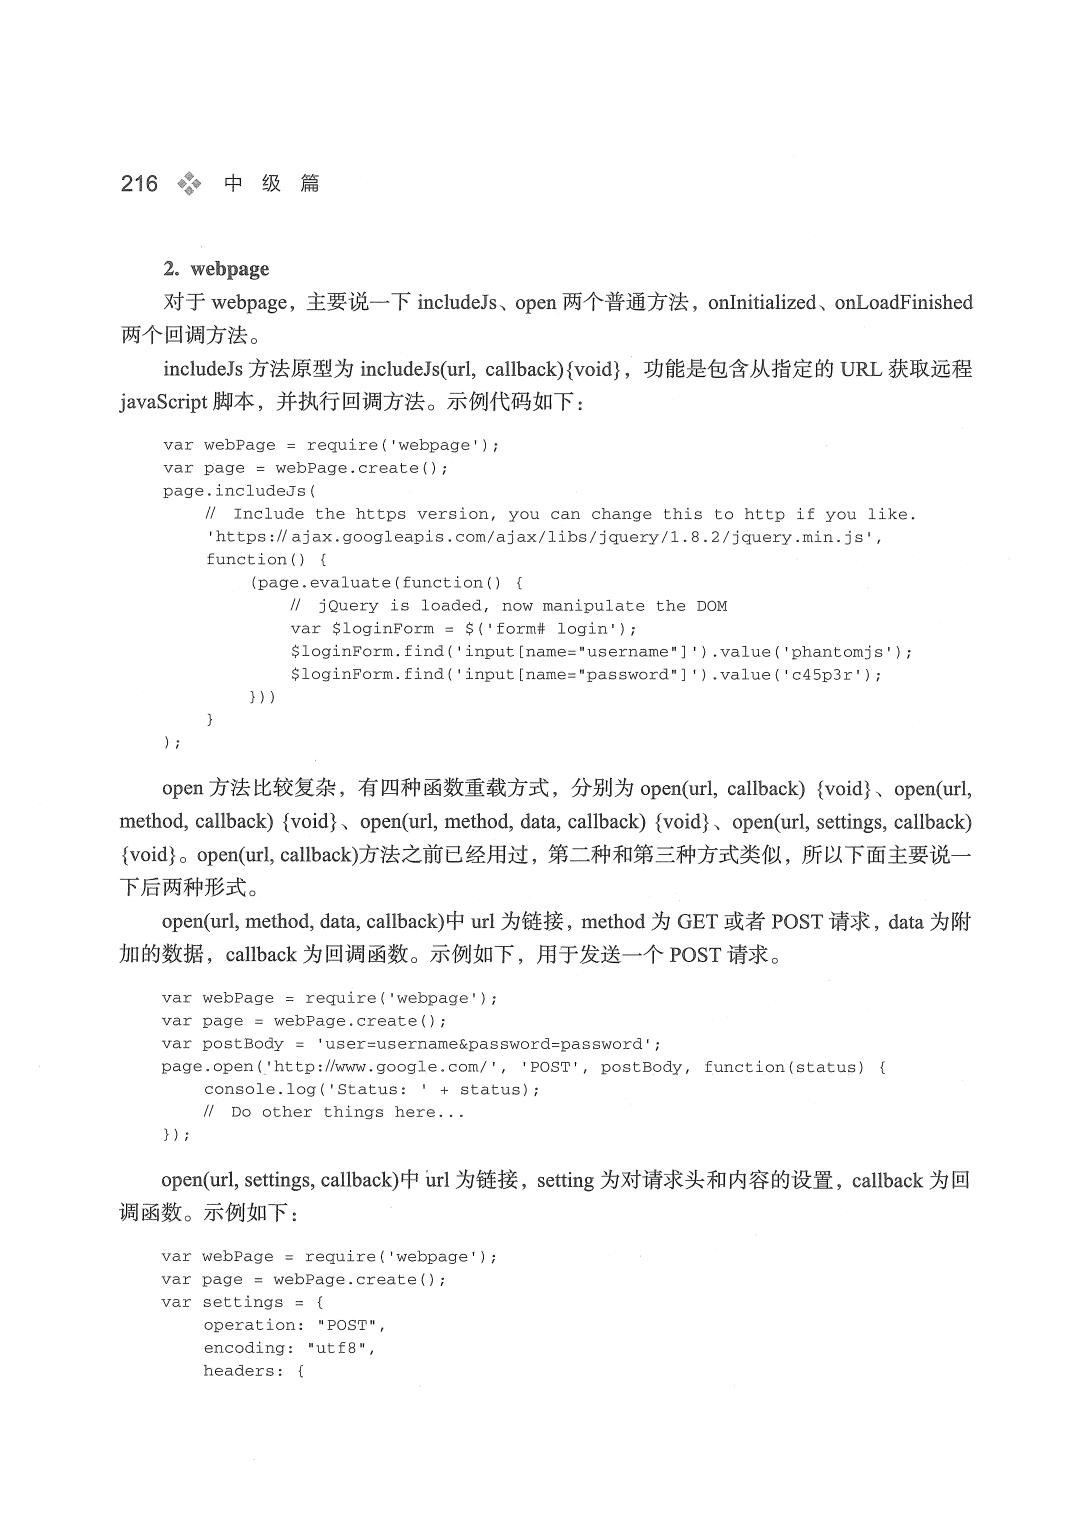 216 中 级 篇
2. webpage
对于 webpage，主要说一下 includeJs、open 两个普通方法，onInitialized、onLoadFinished
两个回调方法。
includeJs 方法原型为 includeJs(url, callback){void}，功能是包含从指定的 URL 获取远程
javaScript 脚本，并执行回调方法。示例代码如下：
var webPage = require('webpage');
var page = webPage.create();
page.includeJs(
// Include the https version, you can change this to http if you like.
'https://ajax.googleapis.com/ajax/libs/jquery/1.8.2/jquery.min.js',
function() {
(page.evaluate(function() {
// jQuery is loaded, now manipulate the DOM
var $loginForm = $('form# login');
$loginForm.find('input[name="username"]').value('phantomjs');
$loginForm.find('input[name="password"]').value('c45p3r');
}))
}
);
open 方法比较复杂，有四种函数重载方式，分别为 open(url, callback) {void}、open(url,
method, callback) {void}、open(url, method, data, callback) {void}、open(url, settings, callback)
{void}。open(url, callback)方法之前已经用过，第二种和第三种方式类似，所以下面主要说一
下后两种形式。
open(url, method, data, callback)中 url 为链接，method 为 GET 或者 POST 请求，data 为附
加的数据，callback 为回调函数。示例如下，用于发送一个 POST 请求。
var webPage = require('webpage');
var page = webPage.create();
var postBody = 'user=username&password=password';
page.open('http://www.google.com/', 'POST', postBody, function(status) {
console.log('Status: ' + status);
// Do other things here...
});
open(url, settings, callback)中 url 为链接，setting 为对请求头和内容的设置，callback 为回
调函数。示例如下：
var webPage = require('webpage');
var page = webPage.create();
var settings = {
operation: "POST",
encoding: "utf8",
headers: {